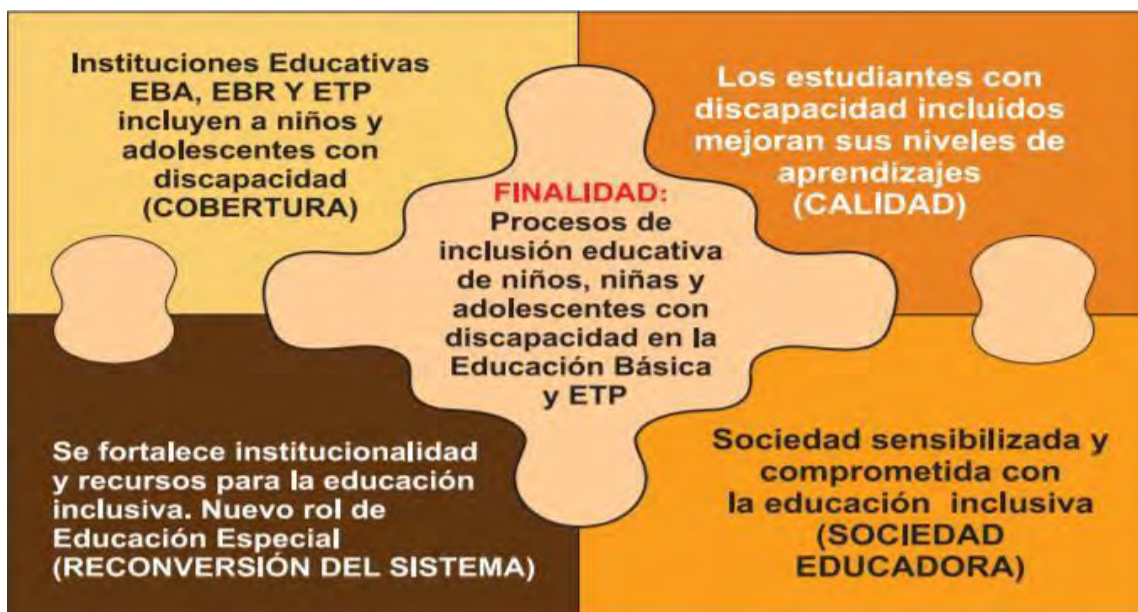 Instituciones Educativas
EBA, EBR Y ETP
incluyen a niños y
adolescentes con
discapacidad
(COBERTURA)
Los estudiantes con
discapacidad incluídos
mejoran sus niveles de
aprendizajes
(CALIDAD)
FINALIDAD:
Procesos de
inclusión educativa
de niños, niñas y
adolescentes con
discapacidad en la
Educación Básica
y ETP
Se fortalece institucionalidad
y recursos para la educación
inclusiva. Nuevo rol de
Educación Especial
(RECONVERSIÓN DEL SISTEMA)
Sociedad sensibilizada y
comprometida con
la educación inclusiva
(SOCIEDAD
EDUCADORA)